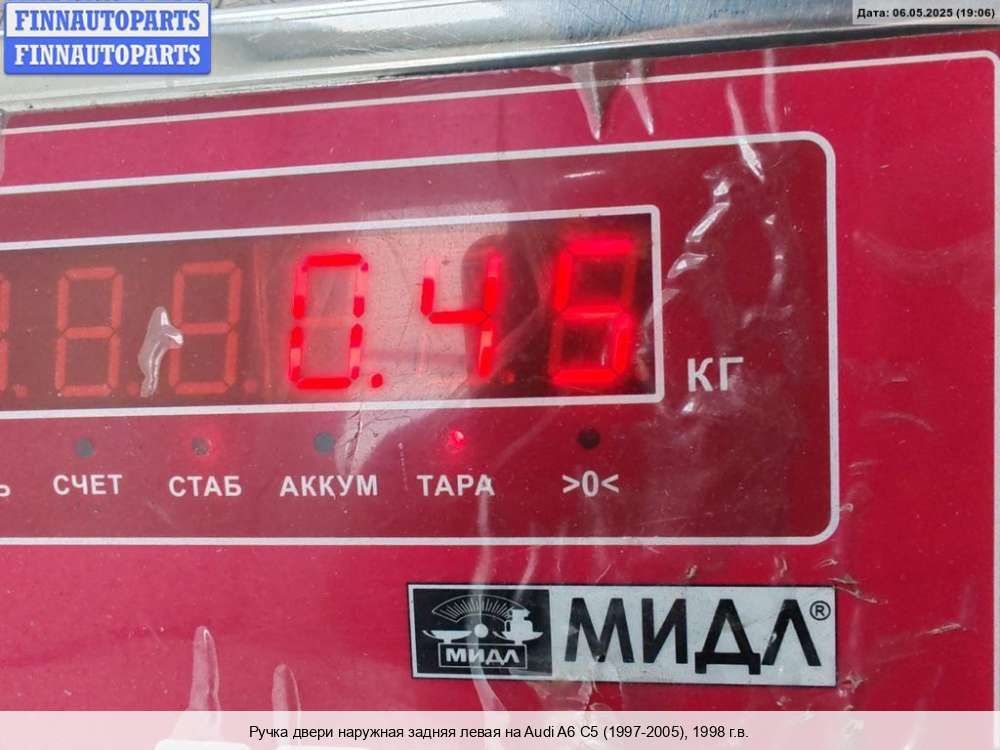 FINNAUTOPARTS
FINNAUTOPARTS
Дата: 06.05.2025 (19:06)
0.46
КГ
Ь СЧЕТ СТАБ АККУМ ТАРА >0<
МИДЛ
МИДЛ®
Ручка двери наружная задняя левая на Audi A6 C5 (1997-2005), 1998 г.в.